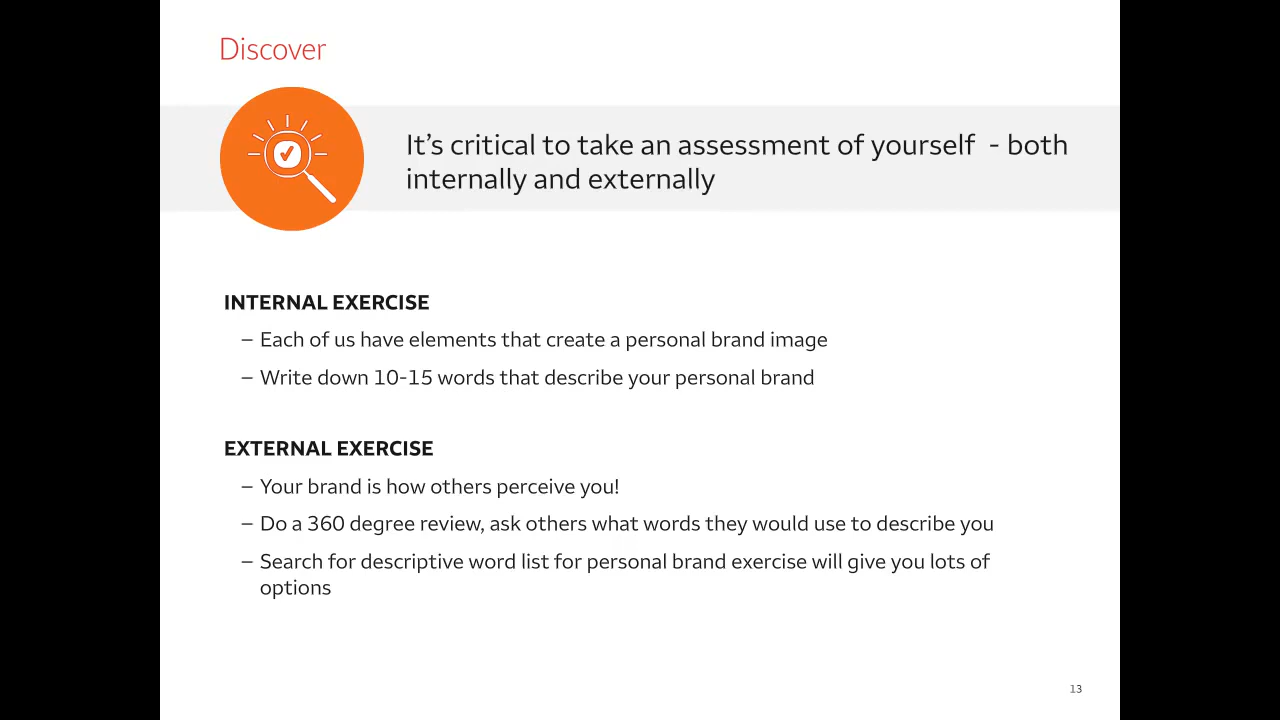 Discover
It’s critical to take an assessment of yourself  - both
internally and externally
INTERNAL EXERCISE
– Each of us have elements that create a personal brand image
– Write down 10-15 words that describe your personal brand
EXTERNAL EXERCISE
– Your brand is how others perceive you!
– Do a 360 degree review, ask others what words they would use to describe you
– Search for descriptive word list for personal brand exercise will give you lots of
options
13